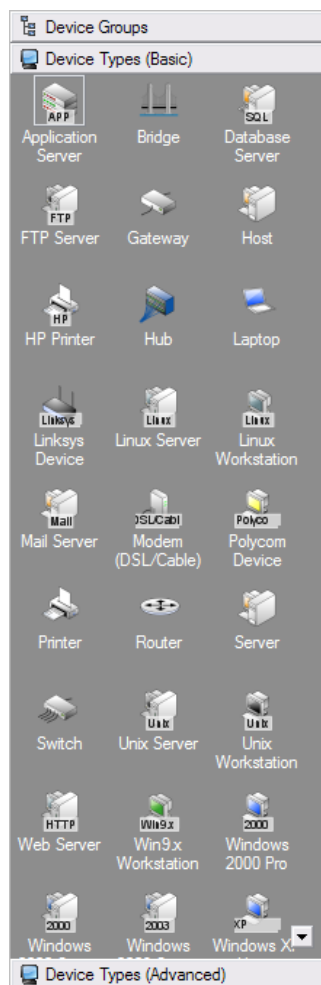 Device Groups
Device Types (Basic)
APP
SQL
Application
Server
Bridge
Database
Server
FTP
FTP Server
Gateway
Host
HP
HP Printer
Hub
Laptop
Linksys
Linux
Linux
Linksys
Device
Linux Server
Linux
Workstation
Mail
DSL/Cabl
Polyco
Mail Server
Modem
(DSL/Cable)
Polycom
Device
Printer
Router
Server
Unix
Unix
Switch
Unix Server
Unix
Workstation
HTTP
Win9x
2000
Web Server
Win9x
Workstation
Windows
2000 Pro
2000
2003
XP
Windows
Windows
Windows X
Device Types (Advanced)